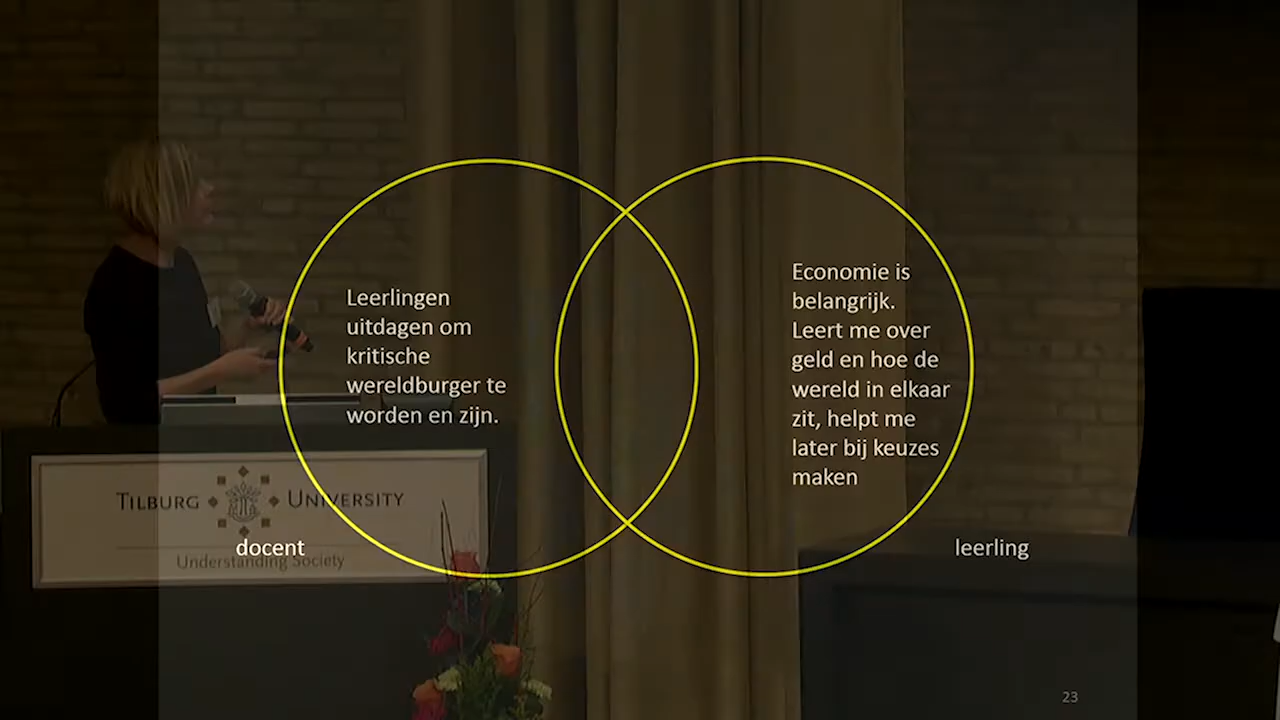 Leerlingen
uitdagen om
kritische
wereldburger te
worden en zijn.
Economie is
belangrijk.
Leert me over
geld en hoe de
wereld in elkaar
zit, helpt me
later bij keuzes
maken
TILBURG UNIVERSITY
Understanding Society
docent
leerling
23